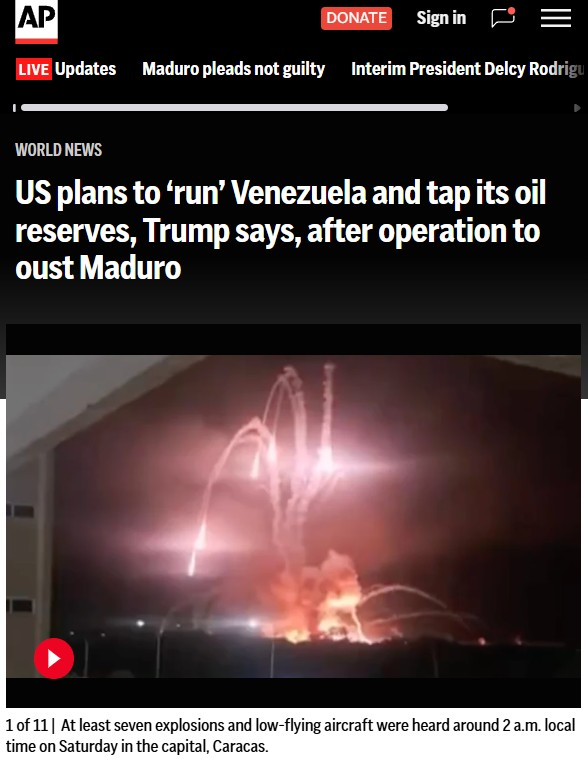 AP
DONATE
Sign in
LIVE Updates
Maduro pleads not guilty
Interim President Delcy
WORLD NEWS
US plans to ‘run’ Venezuela and tap its oil
reserves, Trump says, after operation to
oust Maduro
1 of 11 | At least seven explosions and low-flying aircraft were heard around 2 a.m. local
time on Saturday in the capital, Caracas.